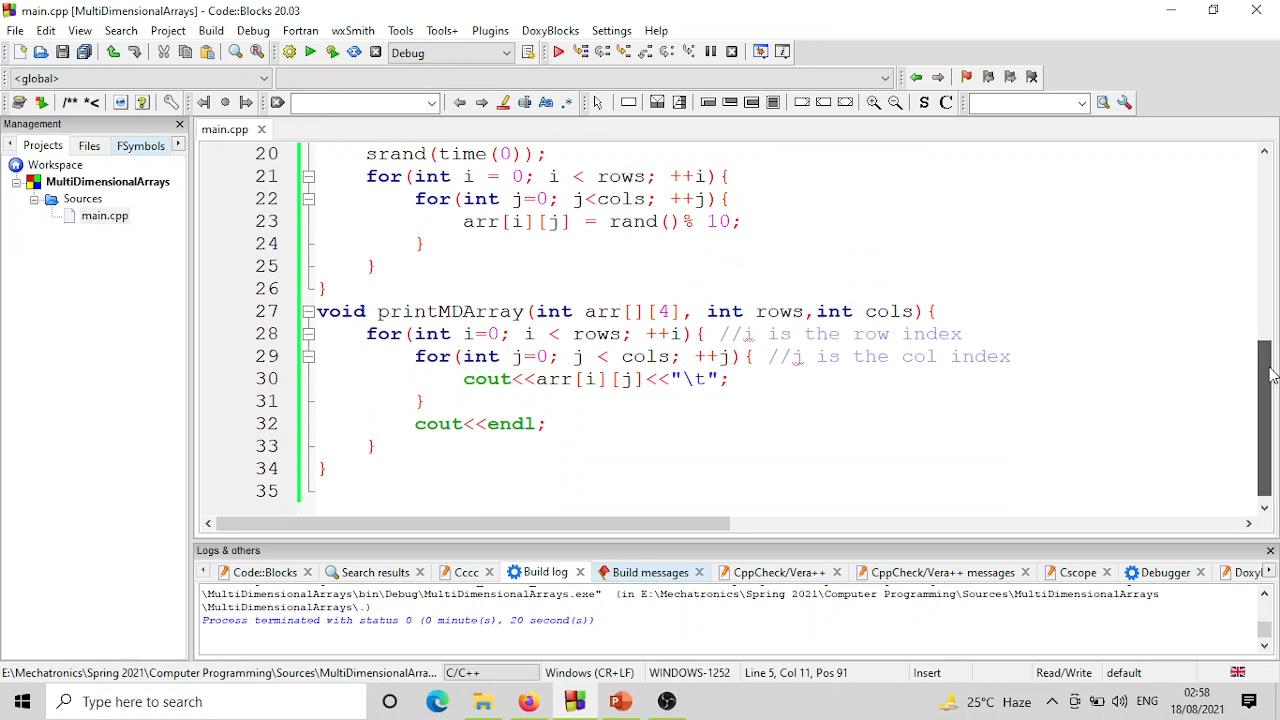 main.cpp [MultiDimensionalArrays] - Code::Blocks 20.03
File Edit View Search Project Build Debug Fortran wxSmith Tools Tools+ Plugins DoxyBlocks Settings Help
Debug
<global>
/** *<
S C
Management
main.cpp
Projects Files FSymbols
Workspace
MultiDimensionalArrays
Sources
main.cpp
20 srand(time(0));
21 for(int i = 0; i < rows; ++i){
22 for(int j=0; j<cols; ++j){
23 arr[i][j] = rand()% 10;
24 }
25 }
26 }
27 void printMDArray(int arr[][4], int rows,int cols){
28 for(int i=0; i < rows; ++i){ //i is the row index
29 for(int j=0; j < cols; ++j){ //j is the col index
30 cout<<arr[i][j]<<"\t";
31 }
32 cout<<endl;
33 }
34 }
35
Logs & others
Code::Blocks Search results Cccc Build log Build messages CppCheck/Vera++ CppCheck/Vera++ messages Cscope Debugger Doxy
\MultiDimensionalArrays\bin\Debug\MultiDimensionalArrays.exe" (in E:\Mechatronics\Spring 2021\Computer Programming\Sources\MultiDimensionalArrays
\MultiDimensionalArrays\.)
Process terminated with status 0 (0 minute(s), 20 second(s))
E:\Mechatronics\Spring 2021\Computer Programming\Sources\MultiDimensionalArrays\MultiDimensionalArra... C/C++ Windows (CR+LF) WINDOWS-1252 Line 5, Col 11, Pos 91 Insert Read/Write default
Type here to search
25°C Haze ENG 02:58
18/08/2021